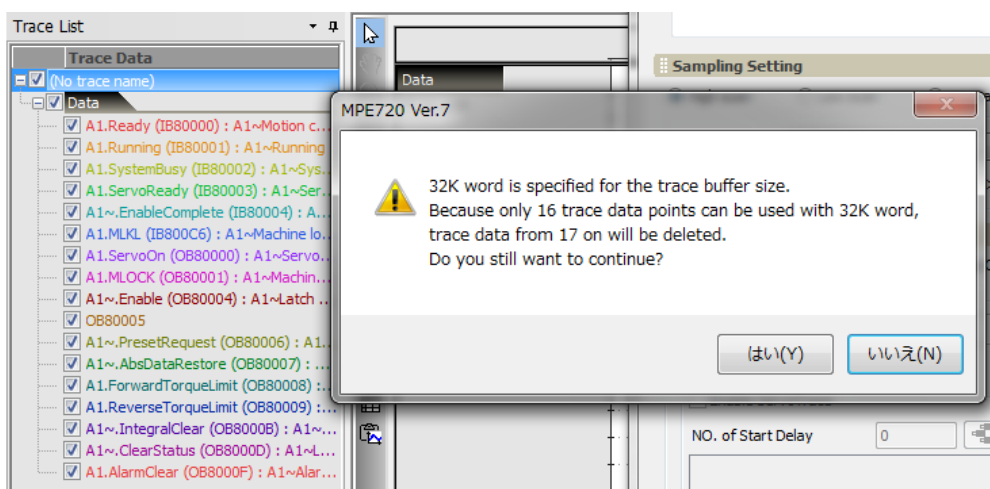 Trace List
Trace Data
(No trace name)
Data
A1.Ready (IB80000) : A1~Motion c...
A1.Running (IB80001) : A1~Running
A1.SystemBusy (IB80002) : A1~Sys..
A1.ServoReady (IB80003) : A1~Ser..
A1~.EnableComplete (IB80004) : A...
A1.MLKL (IB800C6) : A1~Machine lo..
A1.ServoOn (OB80000) : A1~Servo..
A1.MLOCK (OB80001) : A1~Machin...
A1~.Enable (OB80004) : A1~Latch ..
OB80005
A1~.PresetRequest (OB80006) : A1..
A1~.AbsDataRestore (OB80007) : ...
A1.ForwardTorqueLimit (OB80008) :..
A1.ReverseTorqueLimit (OB80009) :...
A1~.IntegralClear (OB8000B) : A1~...
A1~.ClearStatus (OB8000D) : A1~L...
A1.AlarmClear (OB8000F) : A1~Alar...
Data
Sampling Setting
MPE720 Ver.7
32K word is specified for the trace buffer size.
Because only 16 trace data points can be used with 32K word,
trace data from 17 on will be deleted.
Do you still want to continue?
はい(Y)
いいえ(N)
NO. of Start Delay
0